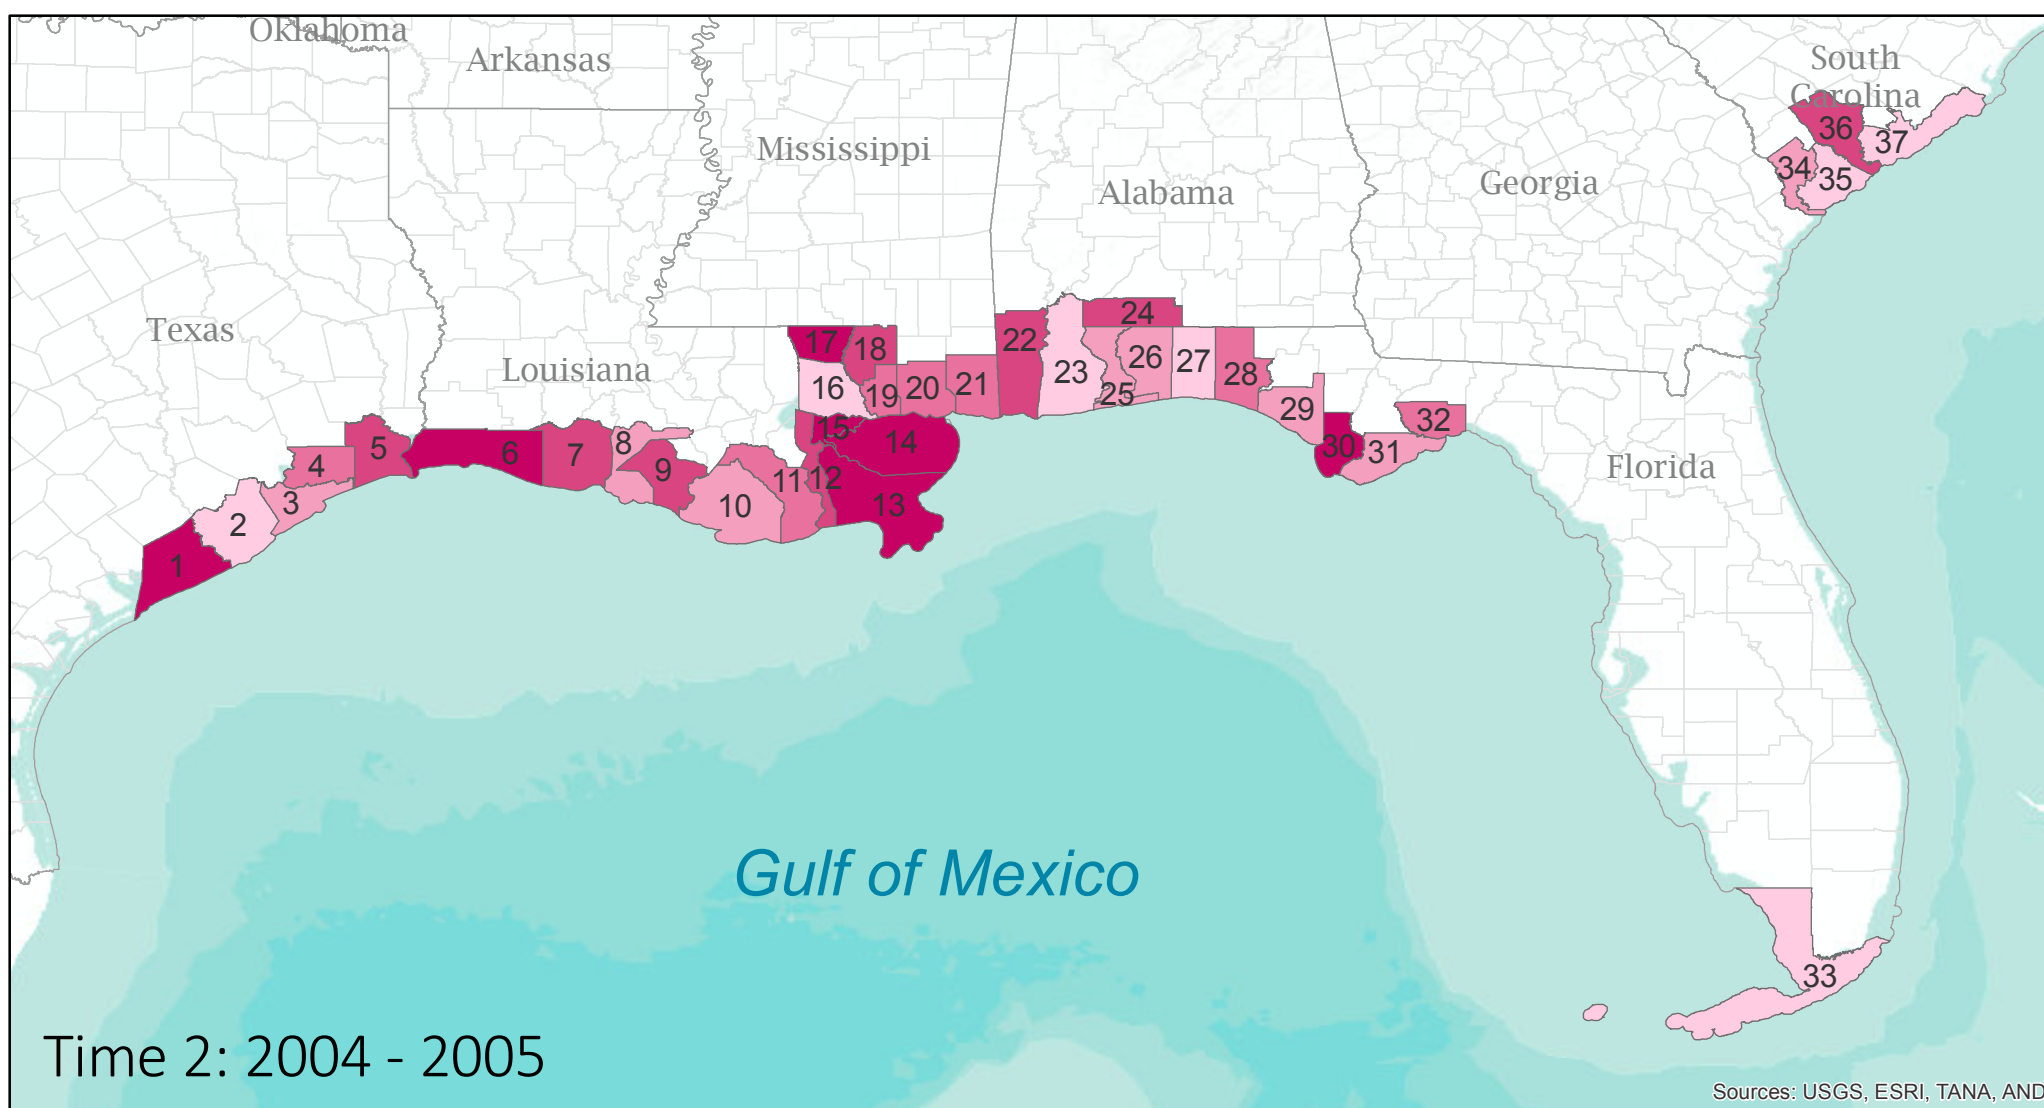 Oklahoma
Arkansas
South
Carolina
Mississippi
Alabama
Georgia
Texas
Louisiana
Florida
36
37
34
35
24
17
18
22
26
27
28
16
19
20
21
23
25
29
32
30
31
15
14
5
6
7
8
9
4
11
12
10
13
3
2
1
Gulf of Mexico
33
Time 2: 2004 - 2005
Sources: USGS, ESRI, TANA, AND